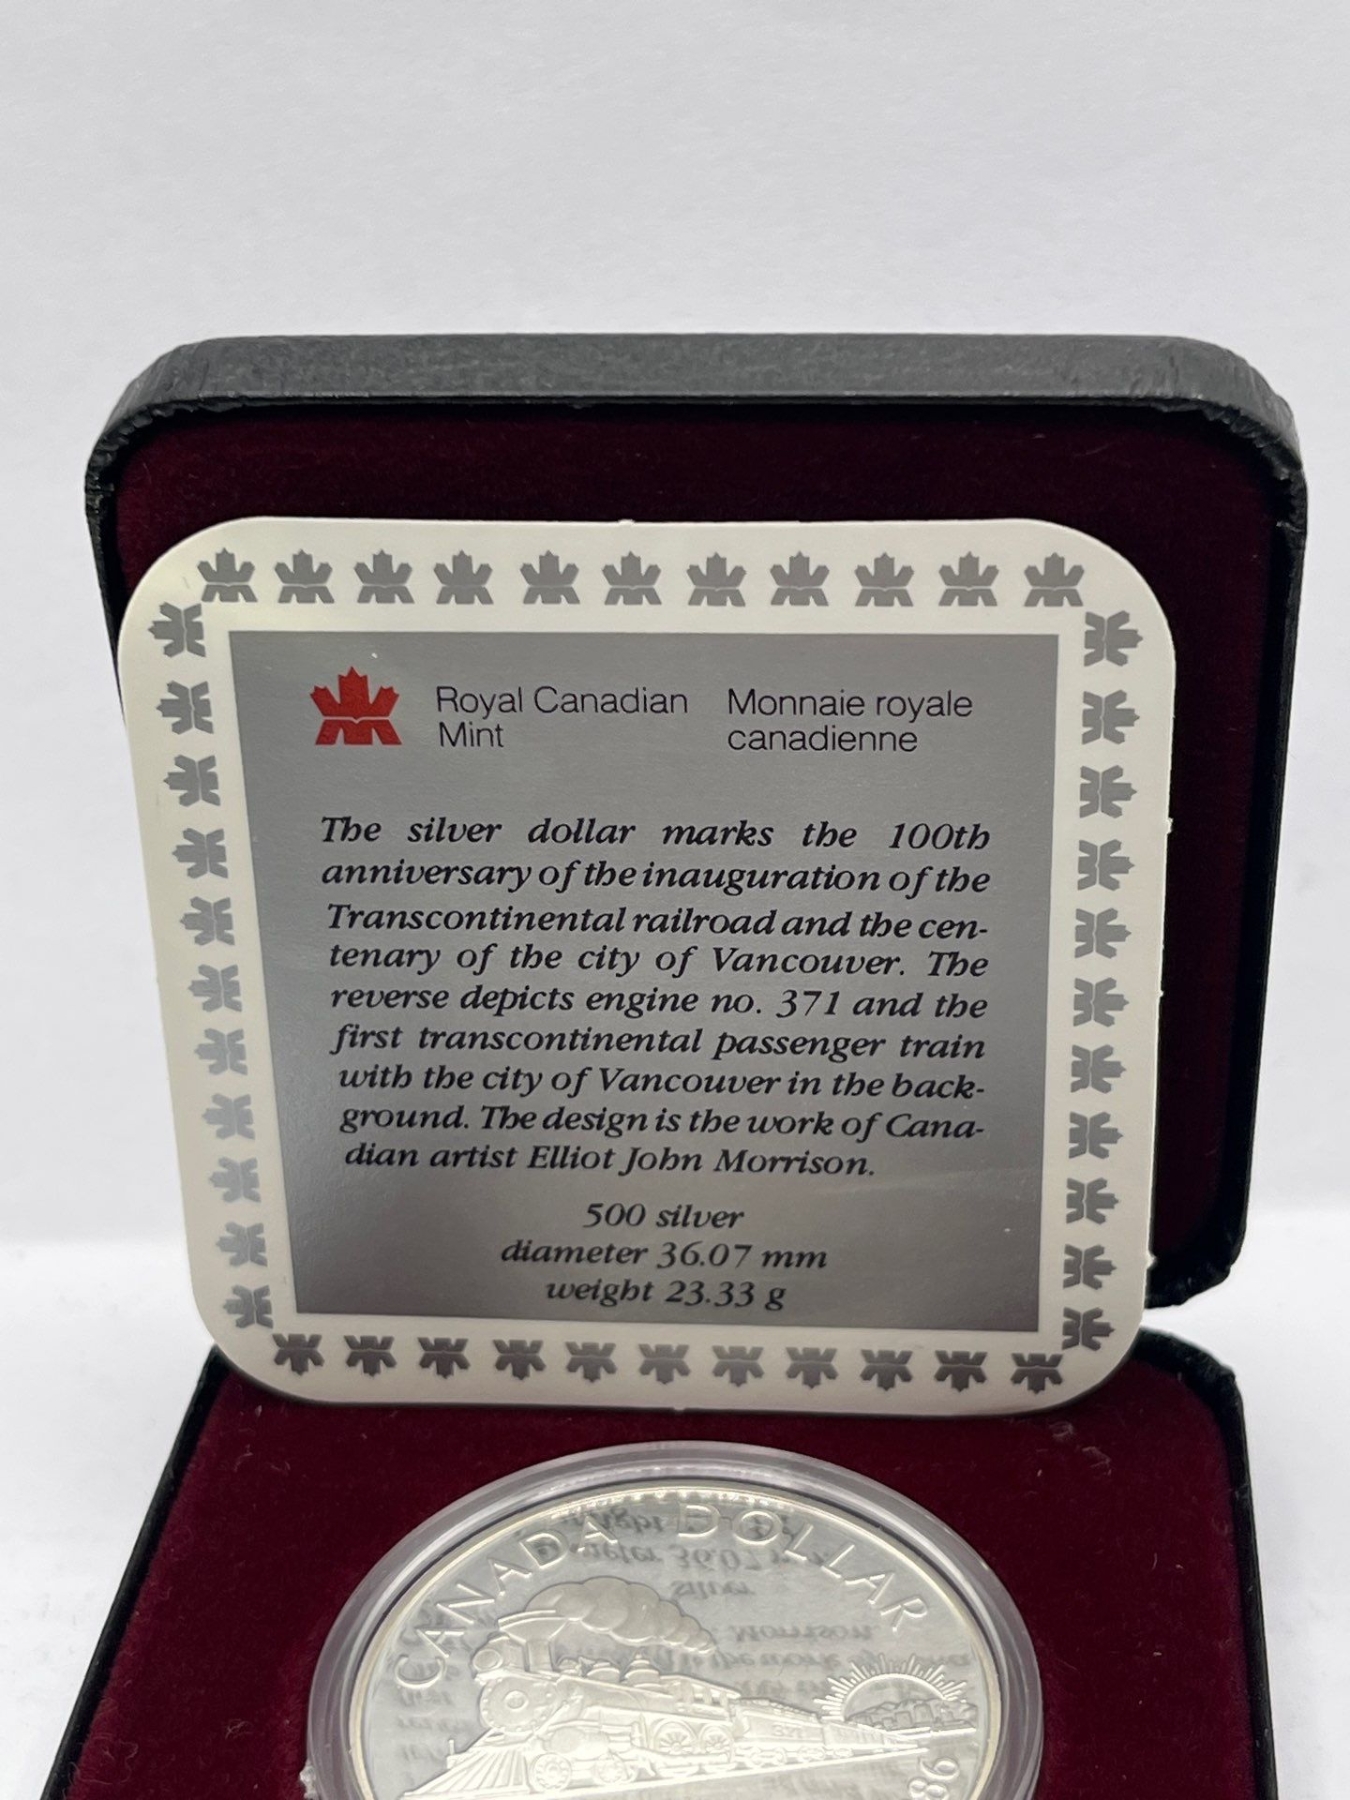 Royal Canadian Mint
Monnaie royale canadienne
The silver dollar marks the 100th
anniversary of the inauguration of the
Transcontinental railroad and the cen-
tenary of the city of Vancouver. The
reverse depicts engine no. 371 and the
first transcontinental passenger train
with the city of Vancouver in the back-
ground. The design is the work of Cana-
dian artist Elliot John Morrison.
500 silver
diameter 36.07 mm
weight 23.33 g
CANADA DOLLAR